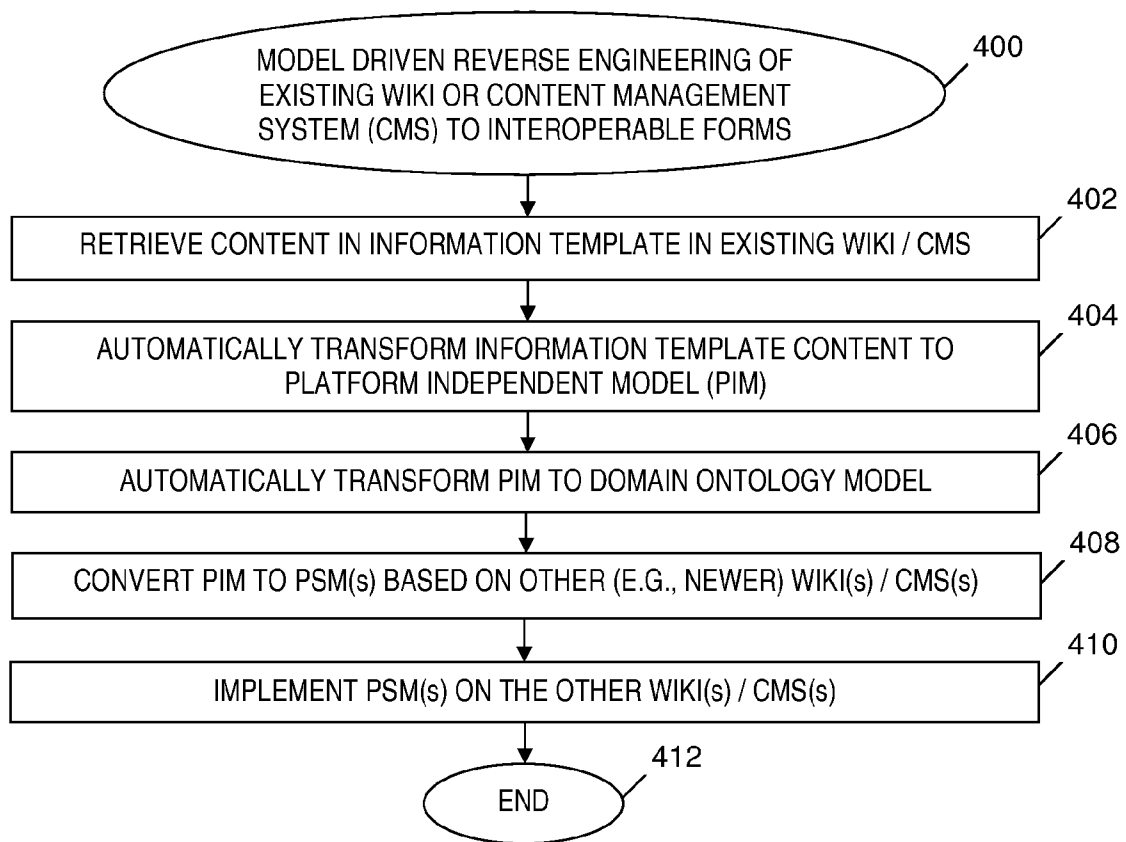 MODEL DRIVEN REVERSE ENGINEERING OF
EXISTING WIKI OR CONTENT MANAGEMENT
SYSTEM (CMS) TO INTEROPERABLE FORMS
400
402
RETRIEVE CONTENT IN INFORMATION TEMPLATE IN EXISTING WIKI / CMS
404
AUTOMATICALLY TRANSFORM INFORMATION TEMPLATE CONTENT TO
PLATFORM INDEPENDENT MODEL (PIM)
406
AUTOMATICALLY TRANSFORM PIM TO DOMAIN ONTOLOGY MODEL
408
CONVERT PIM TO PSM(s) BASED ON OTHER (E.G., NEWER) WIKI(s) / CMS(s)
410
IMPLEMENT PSM(s) ON THE OTHER WIKI(s) / CMS(s)
412
END